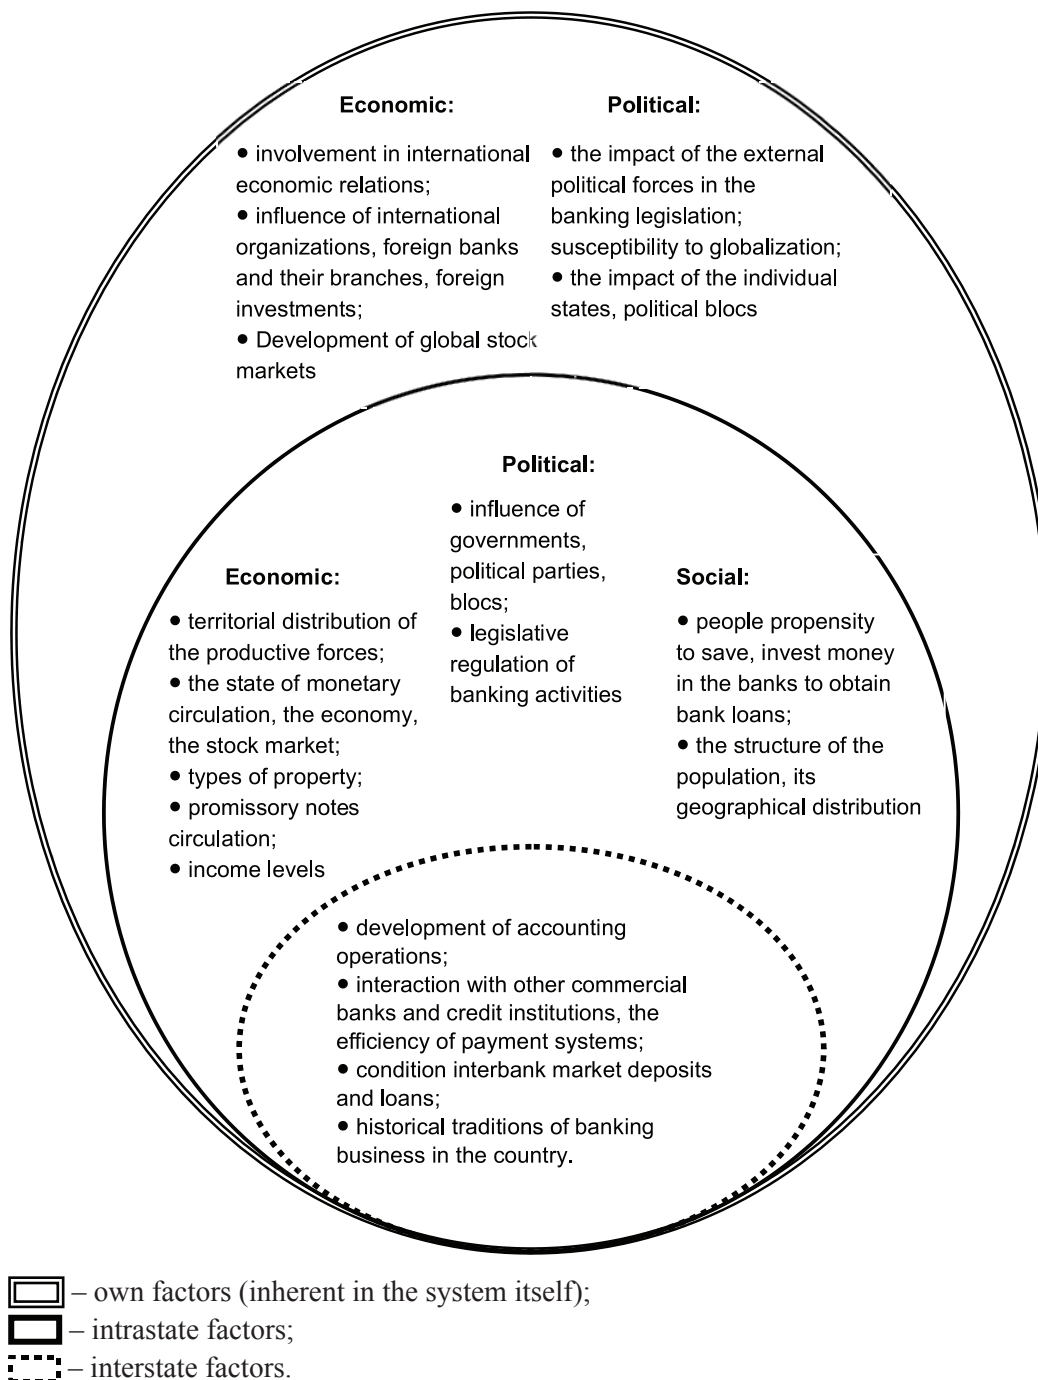 Economic:
• involvement in international
economic relations;
• influence of international
organizations, foreign banks
and their branches, foreign
investments;
• Development of global stock
markets
Political:
• the impact of the external
political forces in the
banking legislation;
susceptibility to globalization;
• the impact of the individual
states, political blocs
Political:
• influence of
governments,
political parties,
blocs;
• legislative
regulation of
banking activities
Economic:
• territorial distribution of
the productive forces;
• the state of monetary
circulation, the economy,
the stock market;
• types of property;
• promissory notes
circulation;
• income levels
Social:
• people propensity
to save, invest money
in the banks to obtain
bank loans;
• the structure of the
population, its
geographical distribution
• development of accounting
operations;
• interaction with other commercial
banks and credit institutions, the
efficiency of payment systems;
• condition interbank market deposits
and loans;
• historical traditions of banking
business in the country.
– own factors (inherent in the system itself);
– intrastate factors;
– interstate factors.